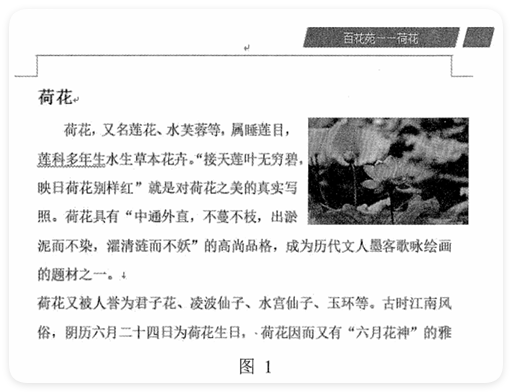 百花苑——荷花
荷花
荷花，又名莲花、水芙蓉等，属睡莲目，
莲科多年生水生草本花卉。“接天莲叶无穷碧，
映日荷花别样红”就是对荷花之美的真实写
照。荷花具有“中通外直，不蔓不枝，出淤
泥而不染，濯清涟而不妖”的高尚品格，成为历代文人墨客歌咏绘画
的题材之一。
荷花又被人誉为君子花、凌波仙子、水宫仙子、玉环等。古时江南风
俗，阴历六月二十四日为荷花生日，荷花因而又有“六月花神”的雅
图 1